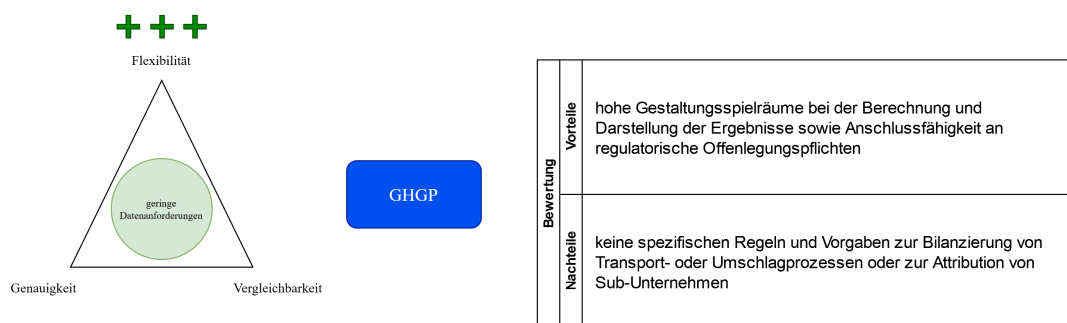 Flexibilität
geringe
Datenanforderungen
Genauigkeit
Vergleichbarkeit
GHGP
Bewertung
Vorteile
hohe Gestaltungsspielräume bei der Berechnung und
Darstellung der Ergebnisse sowie Anschlussfähigkeit an
regulatorische Offenlegungspflichten
Nachteile
keine spezifischen Regeln und Vorgaben zur Bilanzierung von
Transport- oder Umschlagprozessen oder zur Attribution von
Sub-Unternehmen